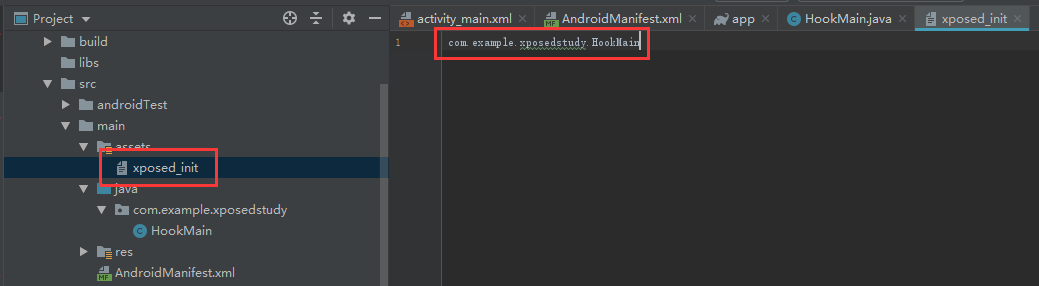 Project
activity_main.xml
AndroidManifest.xml
app
HookMain.java
xposed_init
build
libs
src
androidTest
main
assets
xposed_init
java
com.example.xposedstudy
HookMain
res
AndroidManifest.xml
1
com.example.xposedstudy.HookMain